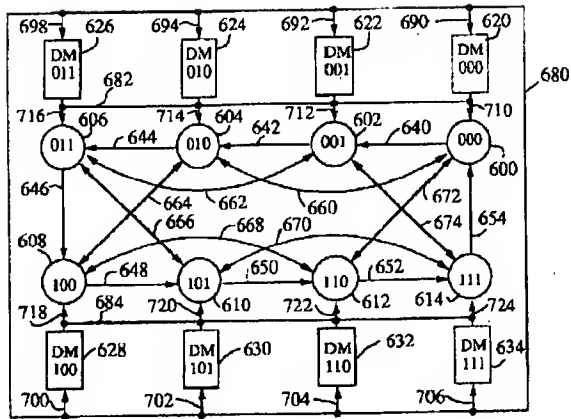 698 694 692 690
626 624 622 620
DM 011 DM 010 DM 001 DM 000
680
682
716 714 712 710
606 604 602
011 644 010 642 001 640 000
600
646 662 660
664 666 672
668 670 674 654
608
100 648 101 650 110 652 111
718 684 720 610 722 612 614 724
DM 100 DM 101 DM 110 DM 111
628 630 632 634
700 702 704 706